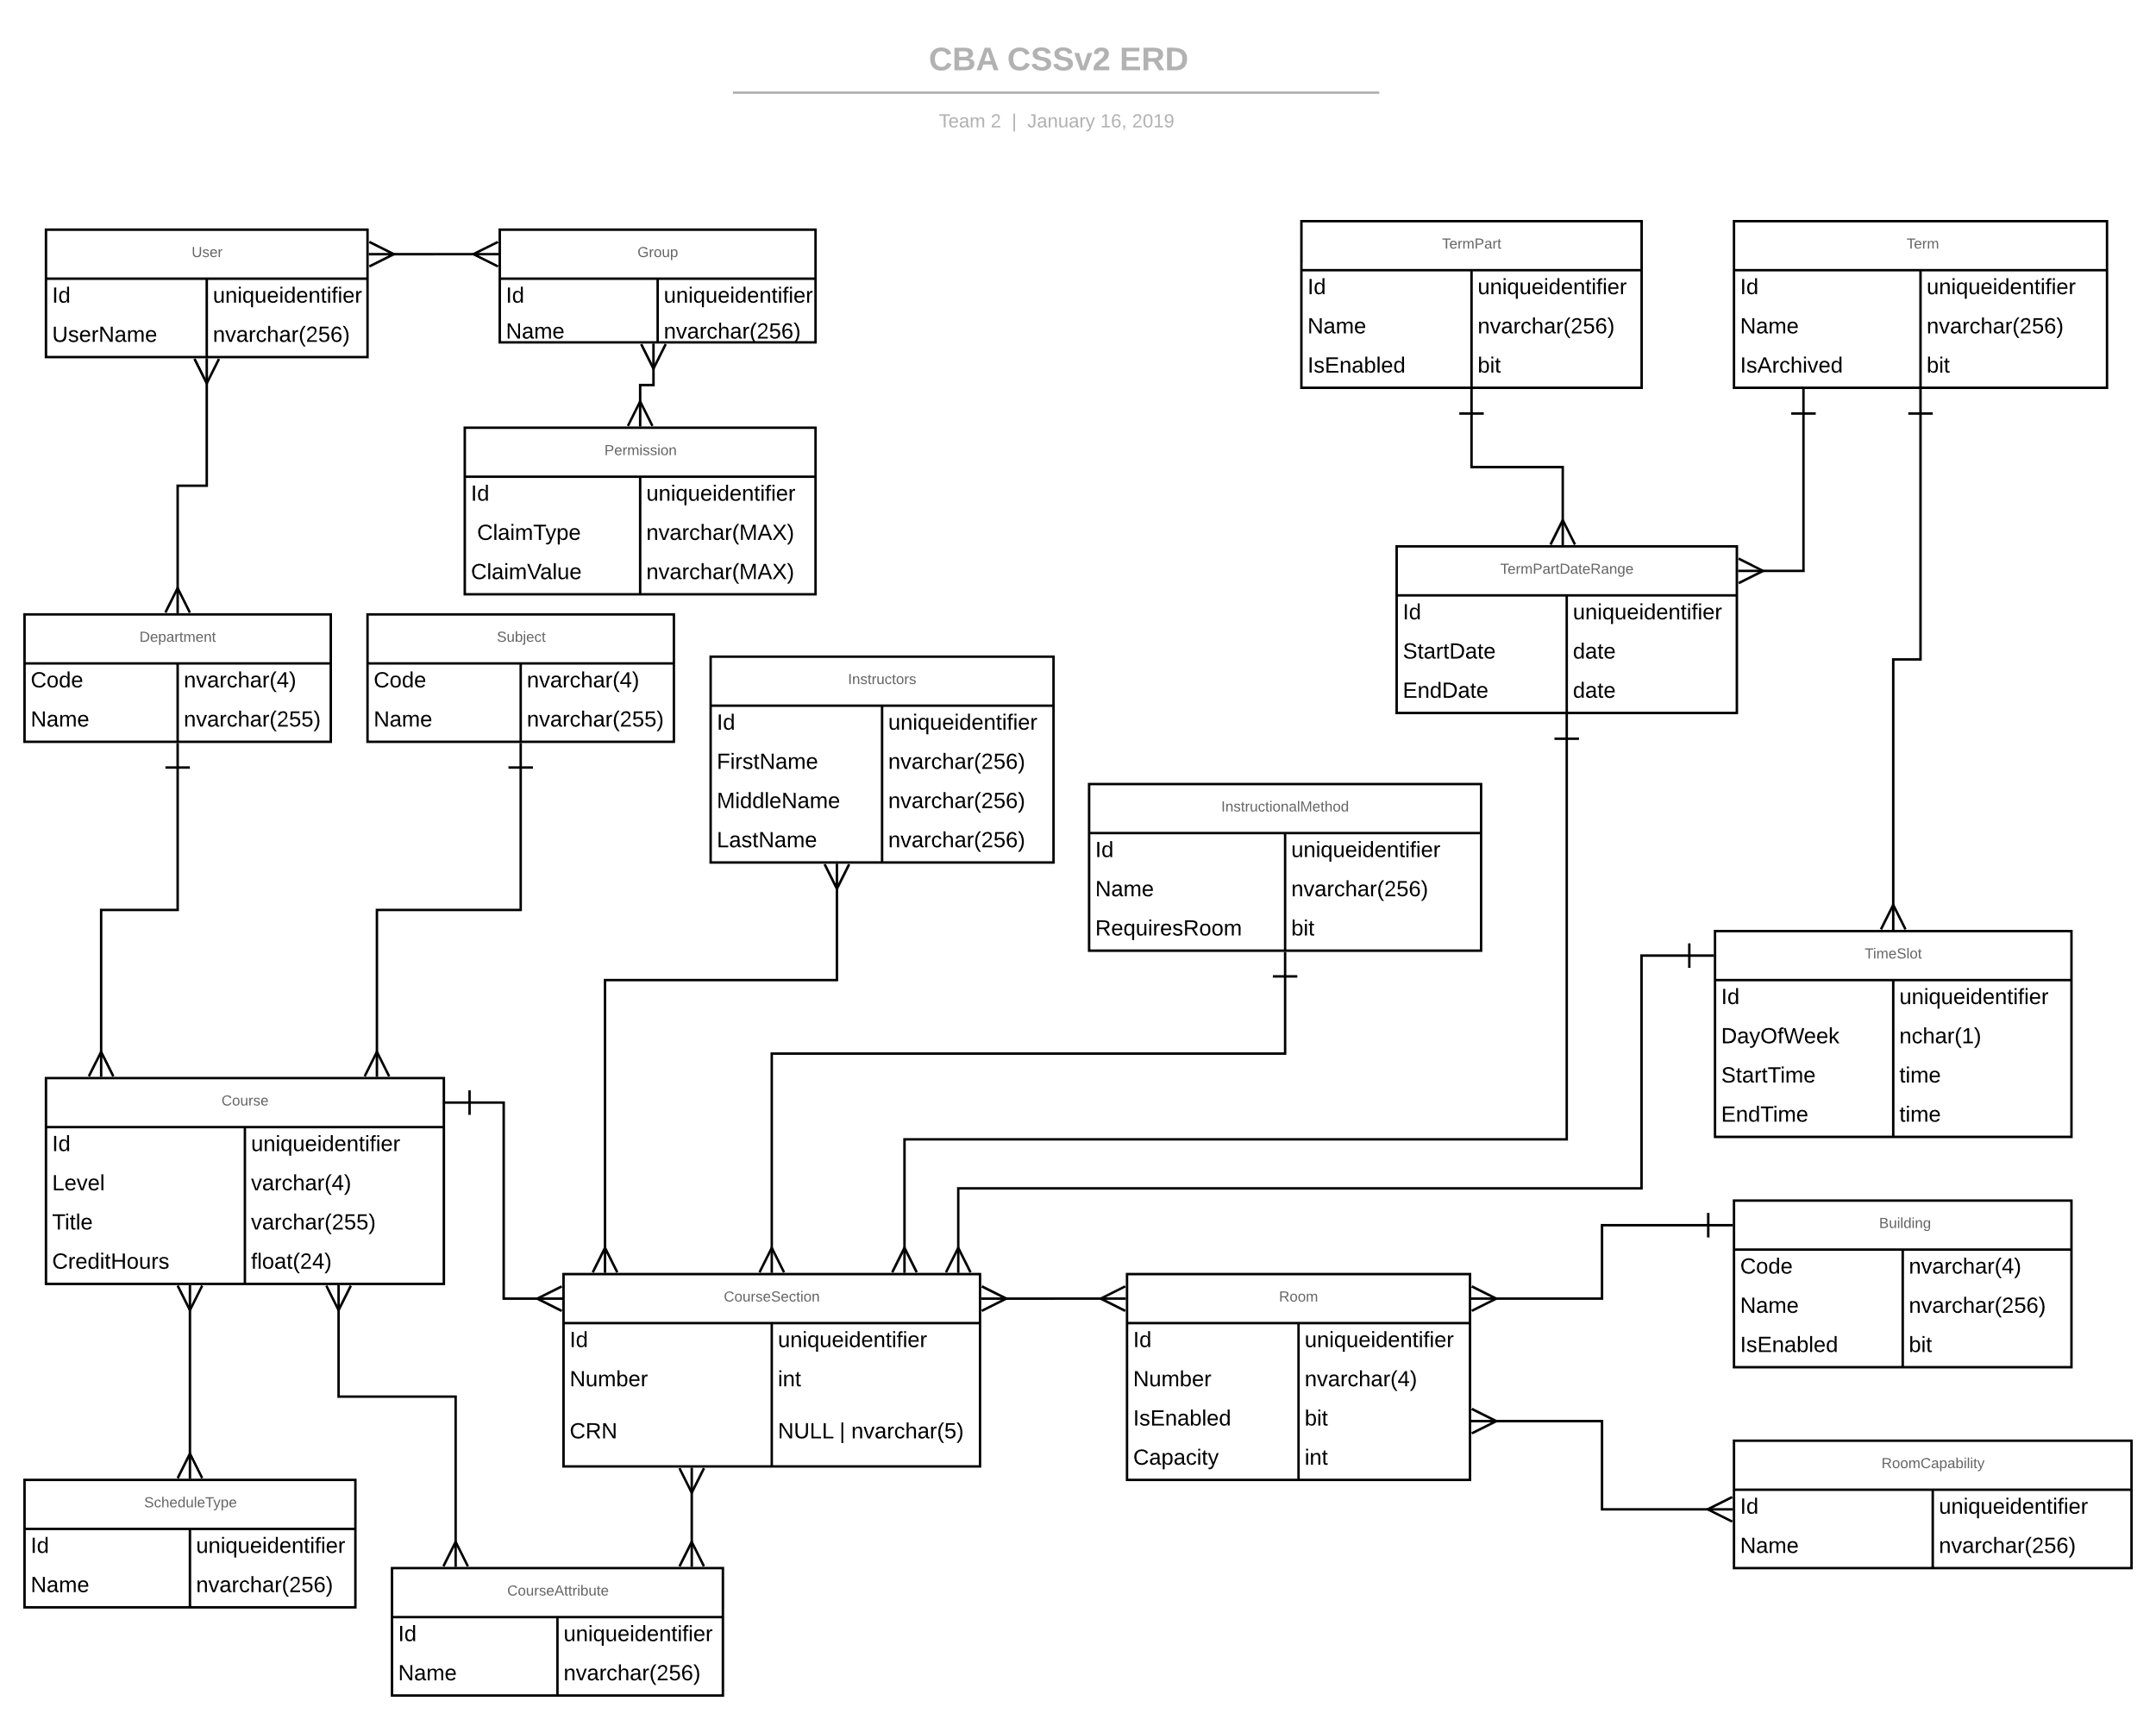 CBA CSSv2 ERD
Team 2 | January 16, 2019
User
Id uniqueidentifier
UserName nvarchar(256)
Group
Id uniqueidentifier
Name nvarchar(256)
TermPart
Id uniqueidentifier
Name nvarchar(256)
IsEnabled bit
Term
Id uniqueidentifier
Name nvarchar(256)
IsArchived bit
Permission
Id uniqueidentifier
ClaimType nvarchar(MAX)
ClaimValue nvarchar(MAX)
TermPartDateRange
Id uniqueidentifier
StartDate date
EndDate date
Department
Code nvarchar(4)
Name nvarchar(255)
Subject
Code nvarchar(4)
Name nvarchar(255)
Instructors
Id uniqueidentifier
FirstName nvarchar(256)
MiddleName nvarchar(256)
LastName nvarchar(256)
InstructionalMethod
Id uniqueidentifier
Name nvarchar(256)
RequiresRoom bit
TimeSlot
Id uniqueidentifier
DayOfWeek nchar(1)
StartTime time
EndTime time
Course
Id uniqueidentifier
Level varchar(4)
Title varchar(255)
CreditHours float(24)
CourseSection
Id uniqueidentifier
Number int
CRN NULL | nvarchar(5)
Room
Id uniqueidentifier
Number nvarchar(4)
IsEnabled bit
Capacity int
Building
Code nvarchar(4)
Name nvarchar(256)
IsEnabled bit
RoomCapability
Id uniqueidentifier
Name nvarchar(256)
ScheduleType
Id uniqueidentifier
Name nvarchar(256)
CourseAttribute
Id uniqueidentifier
Name nvarchar(256)